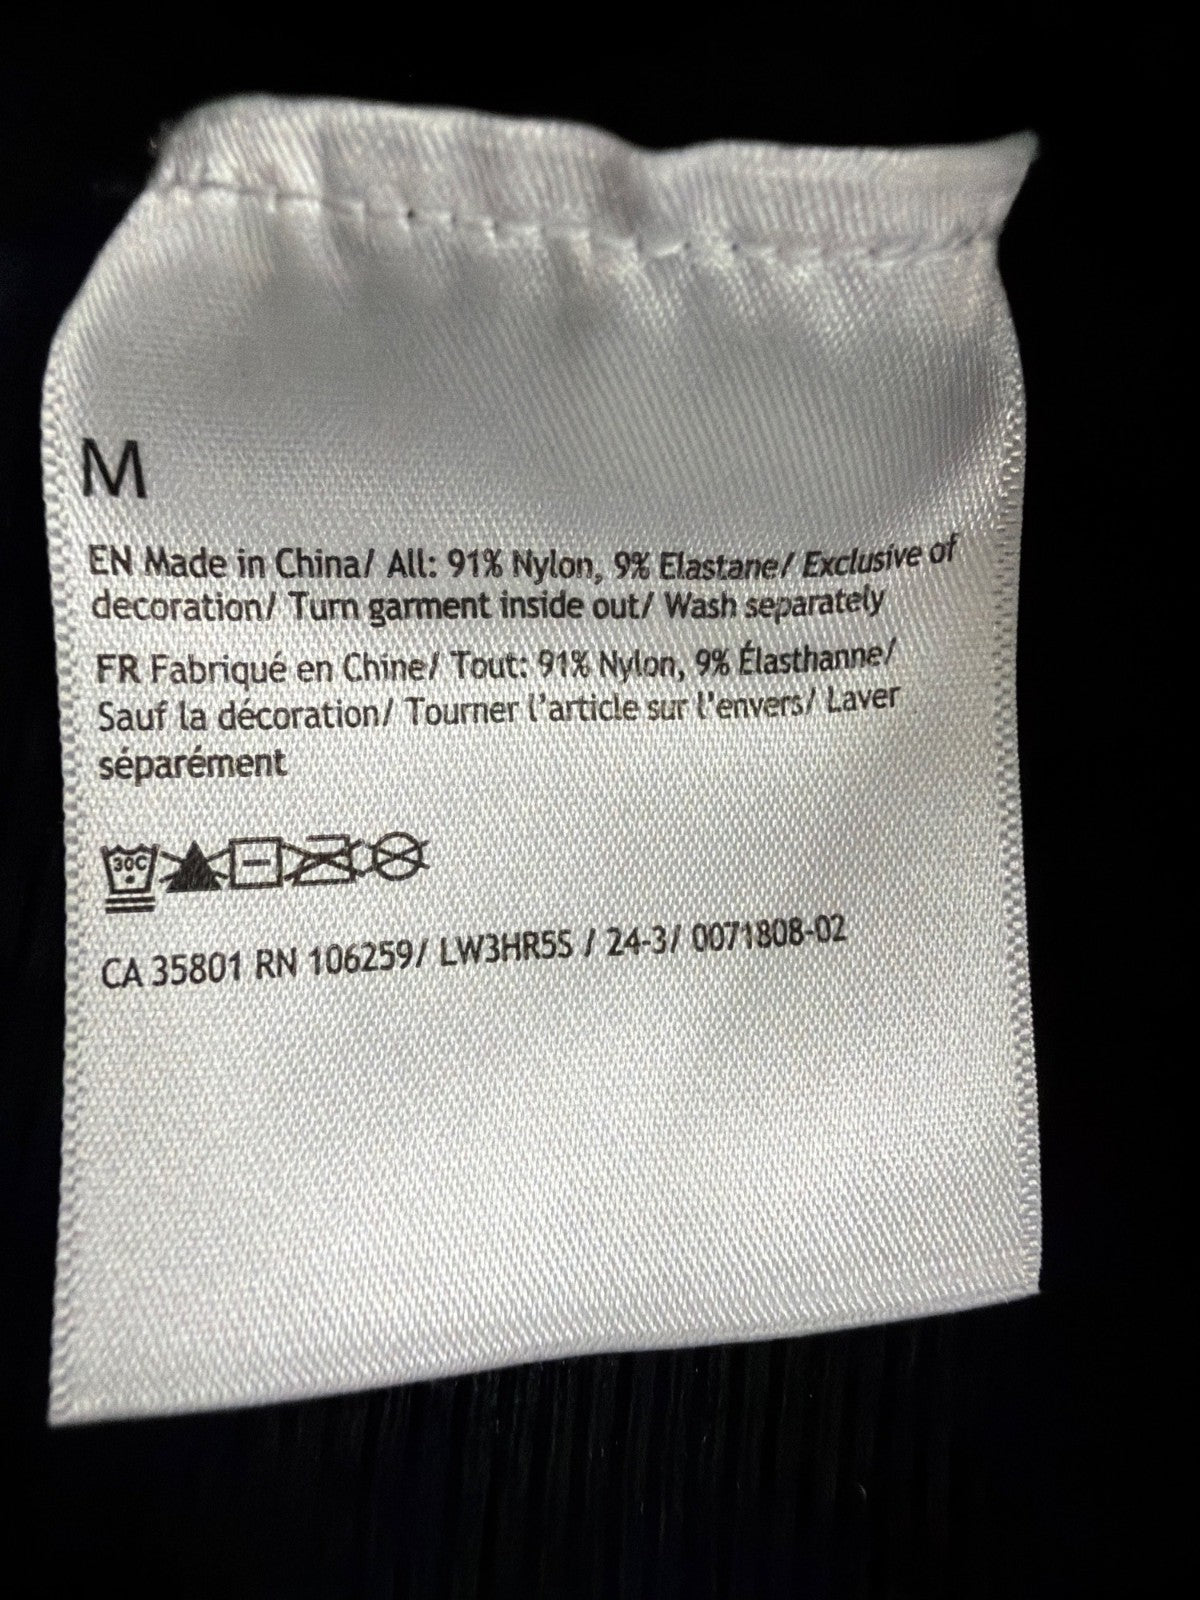 M
EN Made in China/ All: 91% Nylon, 9% Elastane/ Exclusive of
decoration/ Turn garment inside out/ Wash separately
FR Fabriqué en Chine/ Tout: 91% Nylon, 9% Élasthanne/
Sauf la décoration/ Tourner l'article sur l'envers/ Laver
séparément
30C
CA 35801 RN 106259/ LW3HR5S / 24-3/ 0071808-02